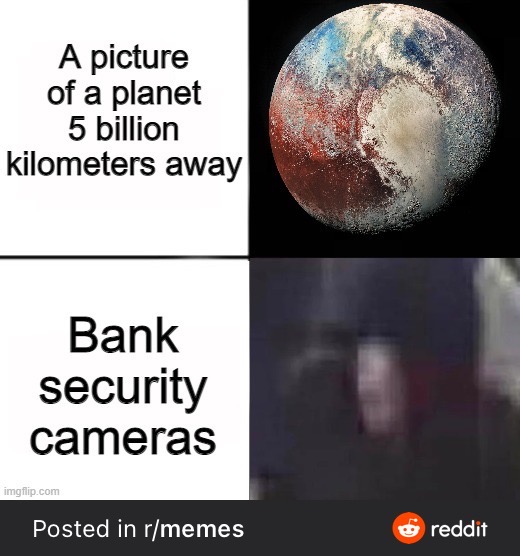 A picture
of a planet
5 billion
kilometers away
Bank
security
cameras
imgflip.com
Posted in r/memes
reddit